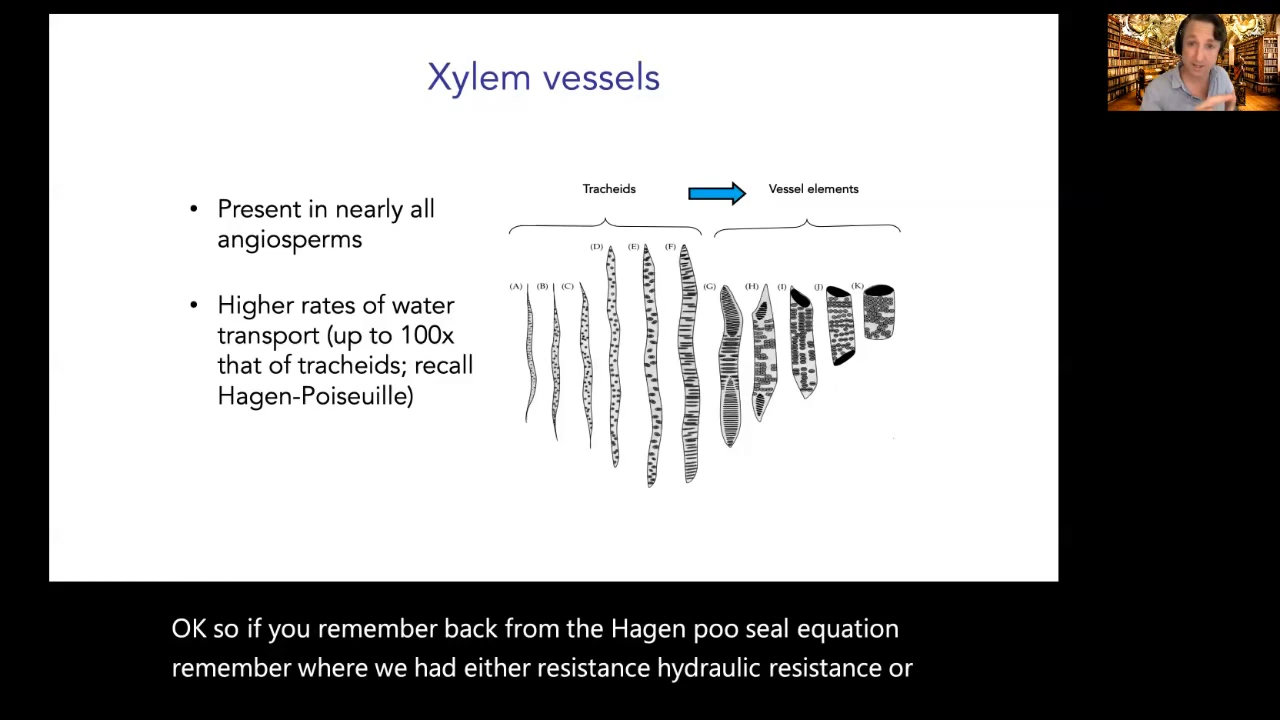 Xylem vessels
• Present in nearly all
angiosperms
• Higher rates of water
transport (up to 100x
that of tracheids; recall
Hagen-Poiseuille)
Tracheids
Vessel elements
(A) (B) (C) (D) (E) (F) (G) (H) (I) (J) (K)
OK so if you remember back from the Hagen poo seal equation
remember where we had either resistance hydraulic resistance or